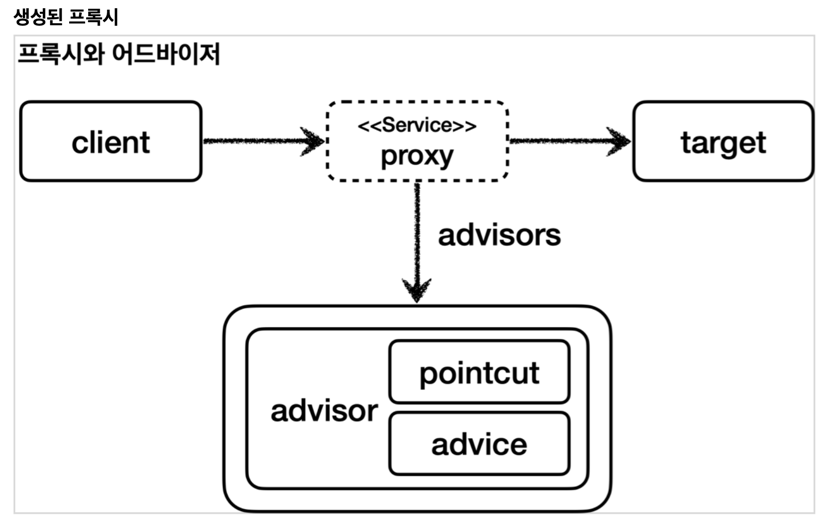 생성된 프록시
프록시와 어드바이저
client
<<Service>>
proxy
target
advisors
advisor
pointcut
advice